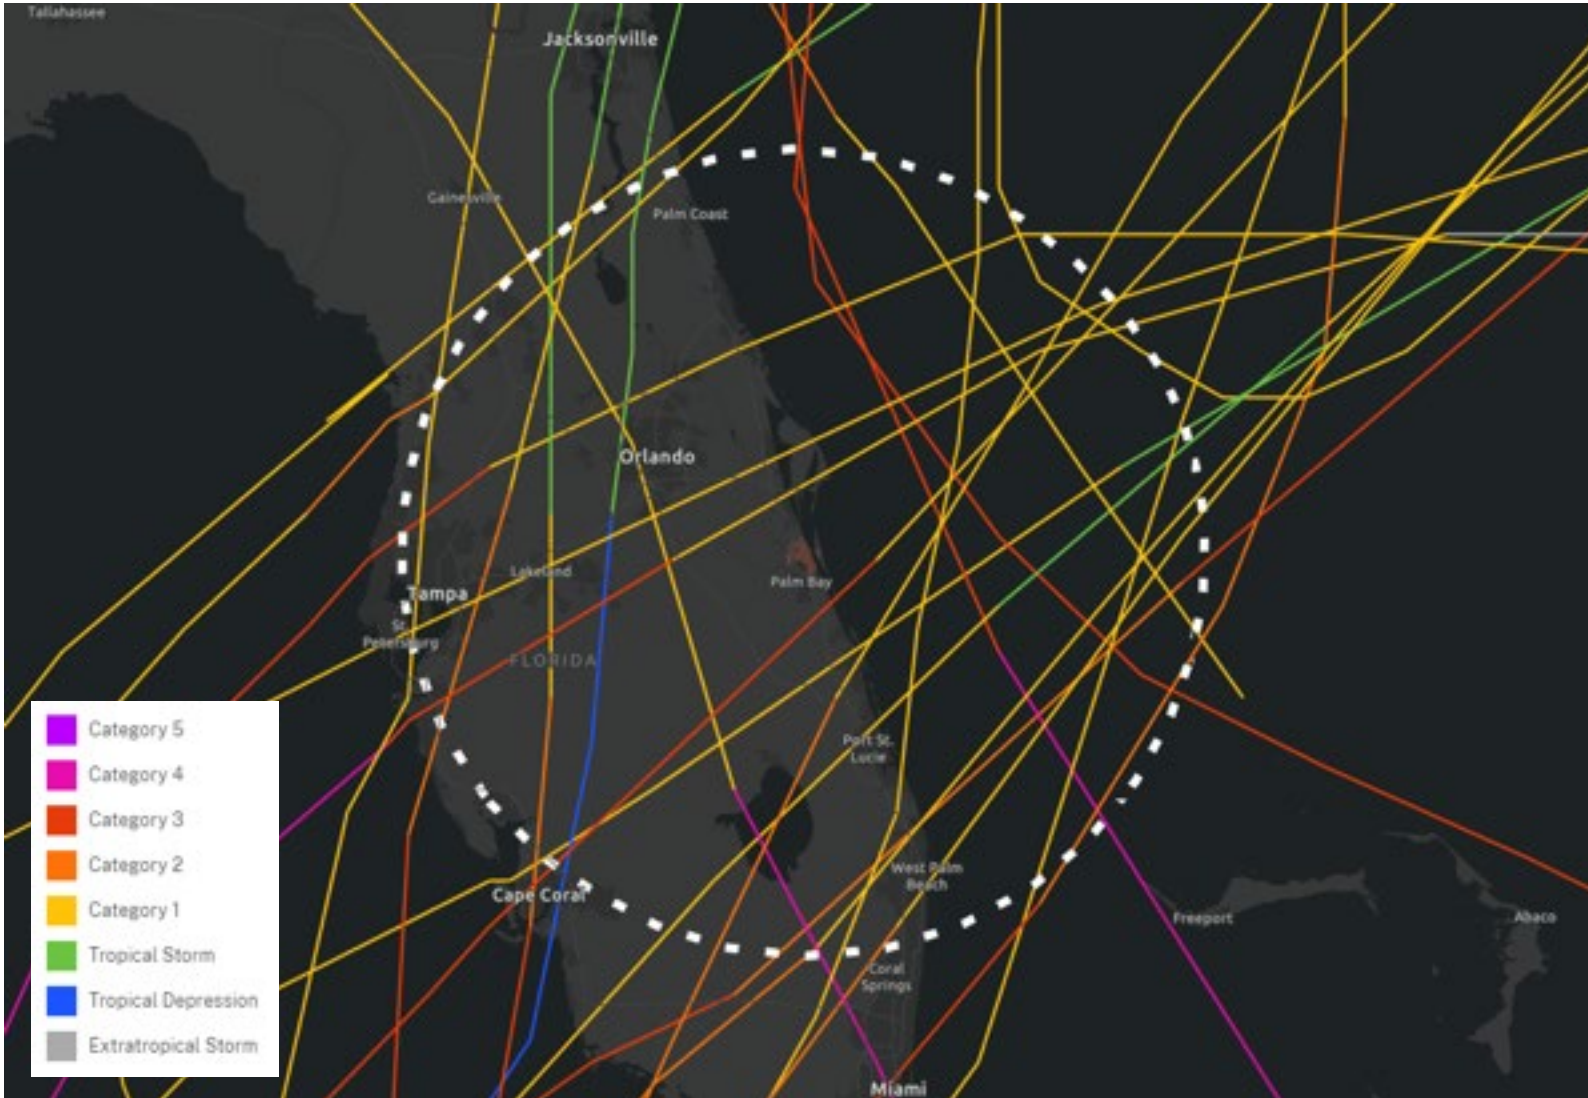 Tallahassee
Jacksonville
Gainesville
Palm Coast
Orlando
Lakeland
Palm Bay
Tampa
St.
Petersburg
FLORIDA
Port St.
Lucie
West Palm
Beach
Cape Coral
Freeport
Abaco
Coral
Springs
Miami
Category 5
Category 4
Category 3
Category 2
Category 1
Tropical Storm
Tropical Depression
Extratropical Storm